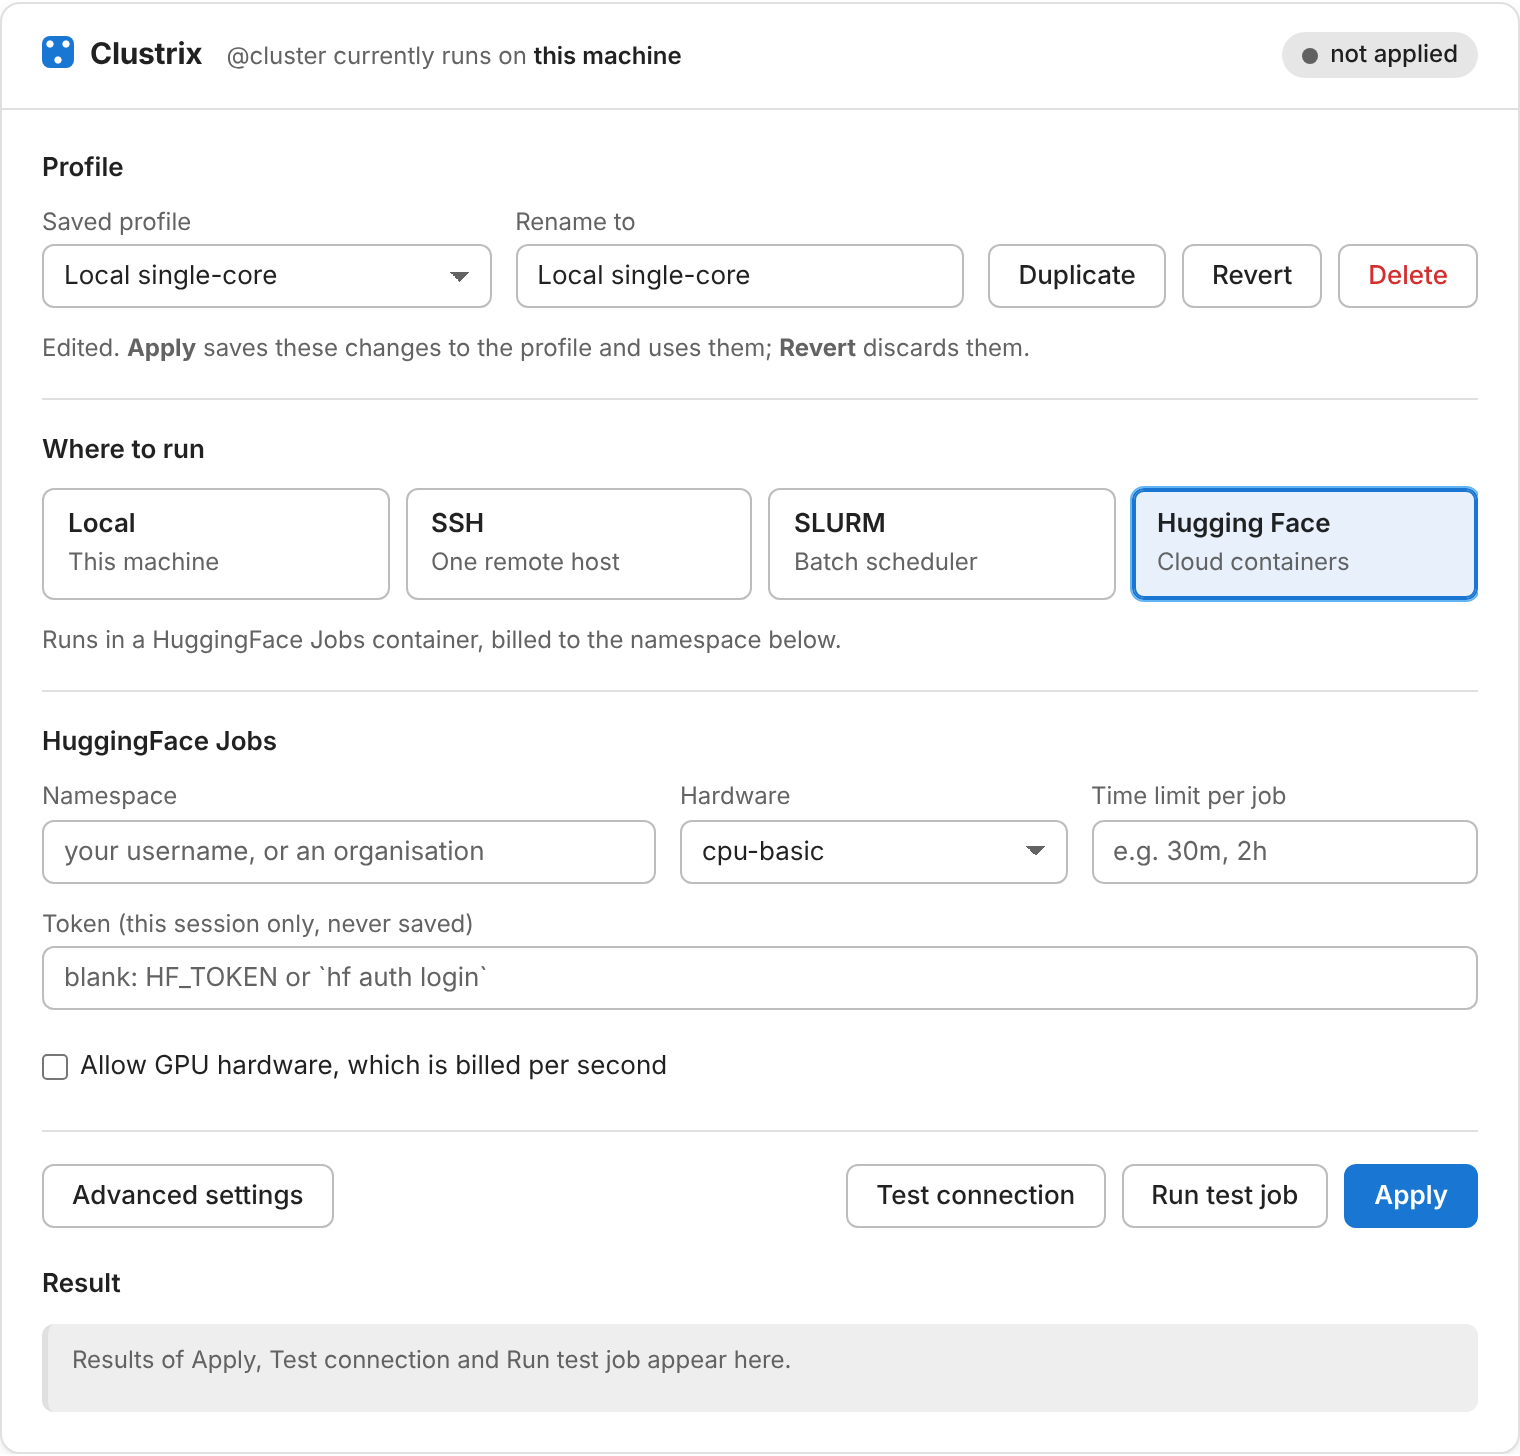 Clustrix @cluster currently runs on this machine not applied
Profile
Saved profile Rename to
Local single-core Local single-core Duplicate Revert Delete
Edited. Apply saves these changes to the profile and uses them; Revert discards them.
Where to run
Local SSH SLURM Hugging Face
This machine One remote host Batch scheduler Cloud containers
Runs in a HuggingFace Jobs container, billed to the namespace below.
HuggingFace Jobs
Namespace Hardware Time limit per job
your username, or an organisation cpu-basic e.g. 30m, 2h
Token (this session only, never saved)
blank: HF_TOKEN or `hf auth login`
Allow GPU hardware, which is billed per second
Advanced settings Test connection Run test job Apply
Result
Results of Apply, Test connection and Run test job appear here.